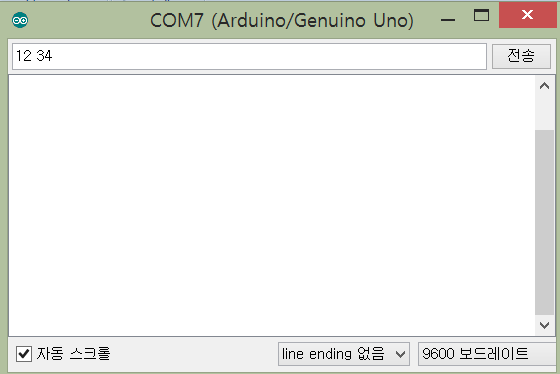 COM7 (Arduino/Genuino Uno)
12 34
전송
자동 스크롤
line ending 없음
9600 보드레이트